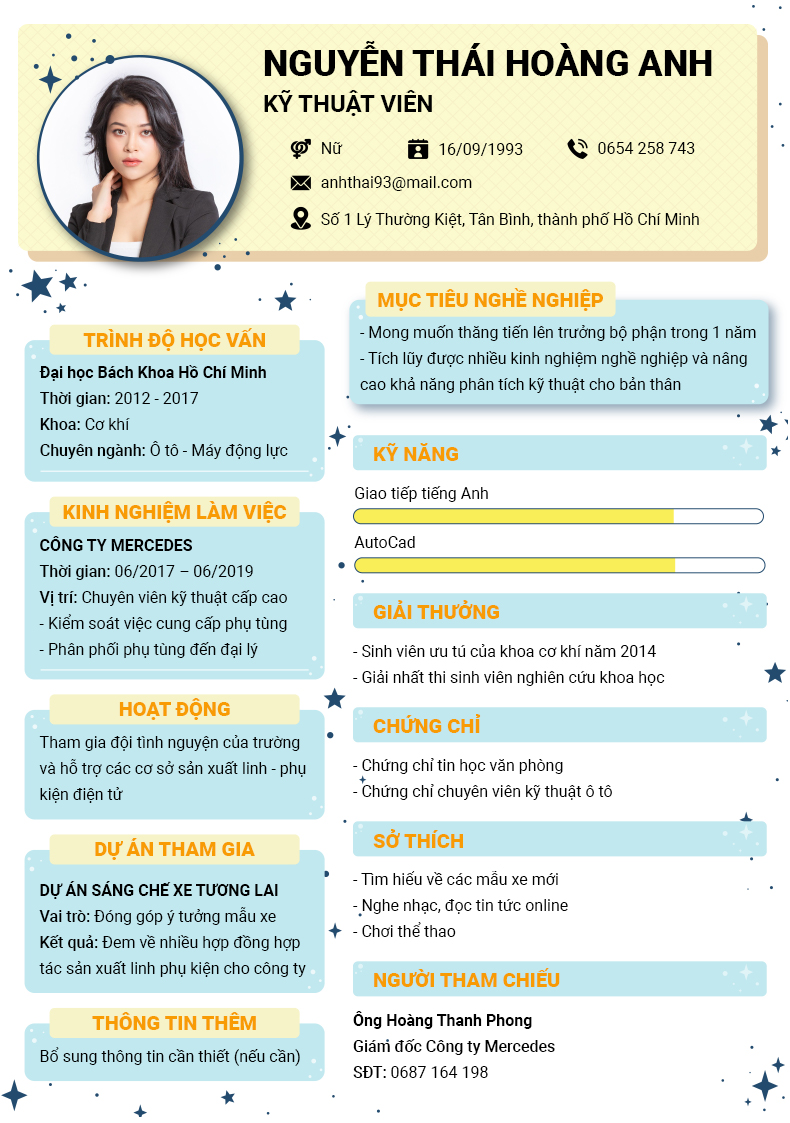 NGUYỄN THÁI HOÀNG ANH
KỸ THUẬT VIÊN
Nữ
16/09/1993
0654 258 743
anhthai93@mail.com
Số 1 Lý Thường Kiệt, Tân Bình, thành phố Hồ Chí Minh
TRÌNH ĐỘ HỌC VẤN
Đại học Bách Khoa Hồ Chí Minh
Thời gian: 2012 - 2017
Khoa: Cơ khí
Chuyên ngành: Ô tô - Máy động lực
KINH NGHIỆM LÀM VIỆC
CÔNG TY MERCEDES
Thời gian: 06/2017 – 06/2019
Vị trí: Chuyên viên kỹ thuật cấp cao
- Kiểm soát việc cung cấp phụ tùng
- Phân phối phụ tùng đến đại lý
HOẠT ĐỘNG
Tham gia đội tình nguyện của trường
và hỗ trợ các cơ sở sản xuất linh - phụ
kiện điện tử
DỰ ÁN THAM GIA
DỰ ÁN SÁNG CHẾ XE TƯƠNG LAI
Vai trò: Đóng góp ý tưởng mẫu xe
Kết quả: Đem về nhiều hợp đồng hợp
tác sản xuất linh phụ kiện cho công ty
THÔNG TIN THÊM
Bổ sung thông tin cần thiết (nếu cần)
MỤC TIÊU NGHỀ NGHIỆP
- Mong muốn thăng tiến lên trưởng bộ phận trong 1 năm
- Tích lũy được nhiều kinh nghiệm nghề nghiệp và nâng
cao khả năng phân tích kỹ thuật cho bản thân
KỸ NĂNG
Giao tiếp tiếng Anh
AutoCad
GIẢI THƯỞNG
- Sinh viên ưu tú của khoa cơ khí năm 2014
- Giải nhất thi sinh viên nghiên cứu khoa học
CHỨNG CHỈ
- Chứng chỉ tin học văn phòng
- Chứng chỉ chuyên viên kỹ thuật ô tô
SỞ THÍCH
- Tìm hiểu về các mẫu xe mới
- Nghe nhạc, đọc tin tức online
- Chơi thể thao
NGƯỜI THAM CHIẾU
Ông Hoàng Thanh Phong
Giám đốc Công ty Mercedes
SĐT: 0687 164 198